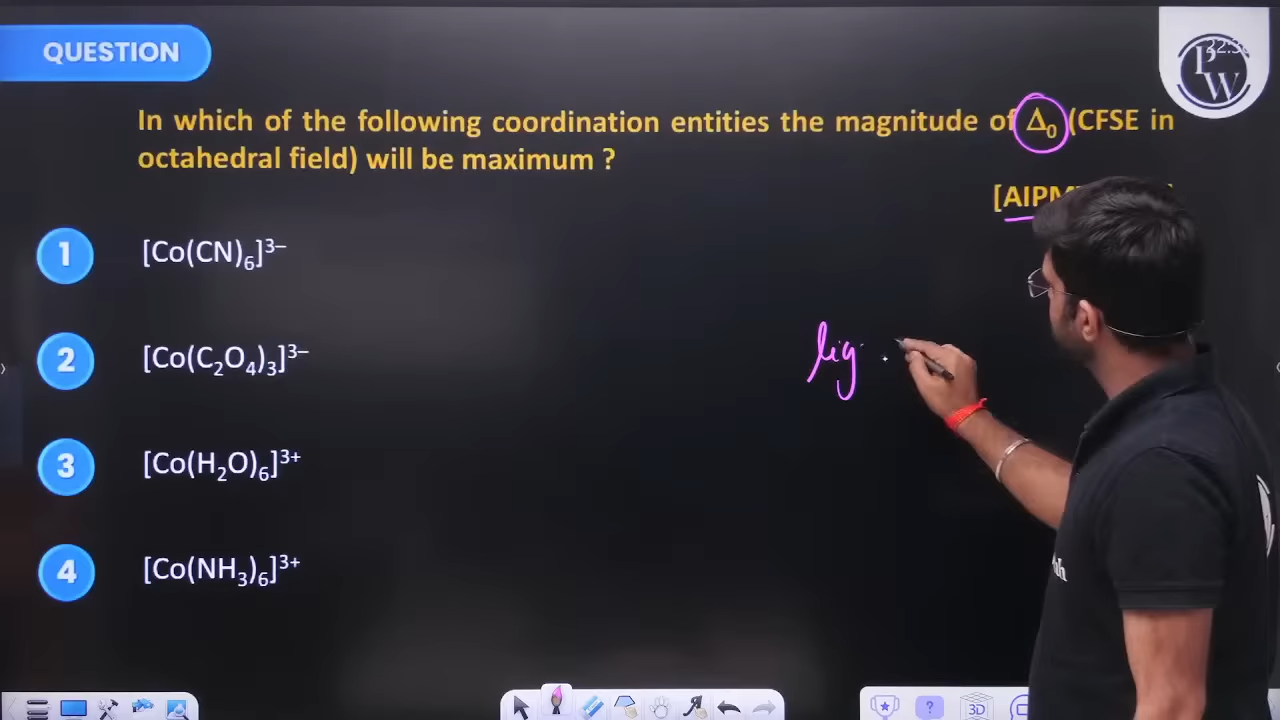 QUESTION
In which of the following coordination entities the magnitude of Δ₀ (CFSE in
octahedral field) will be maximum ?
1 [Co(CN)₆]³⁻
2 [Co(C₂O₄)₃]³⁻
3 [Co(H₂O)₆]³⁺
4 [Co(NH₃)₆]³⁺
lig
PW
3D
?